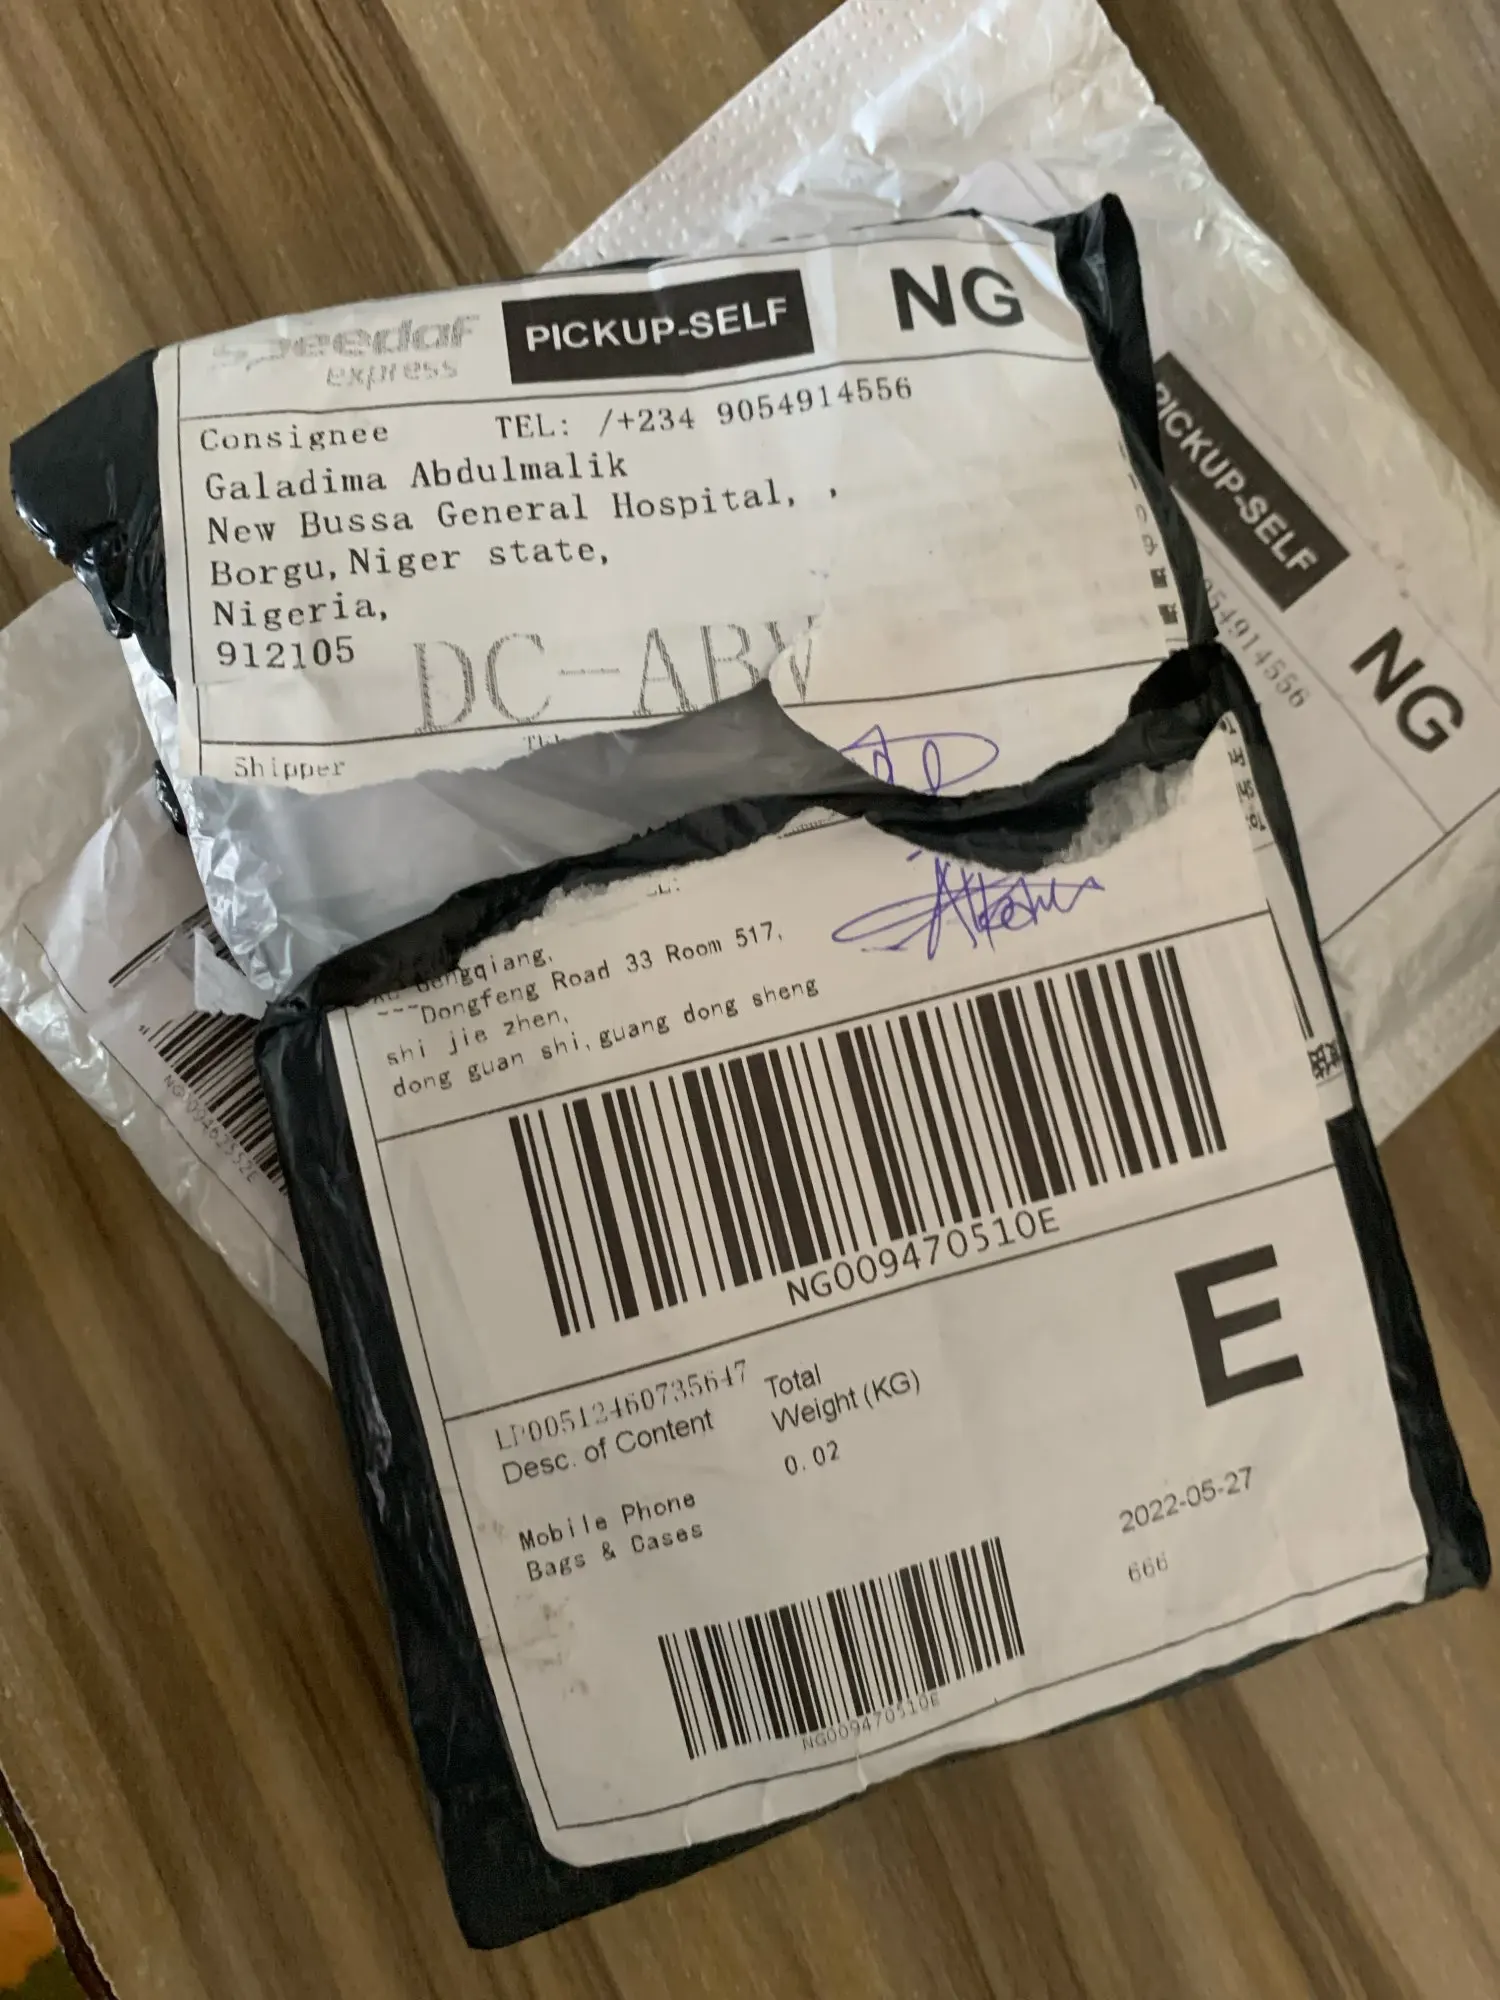 Speedaf
express
PICKUP-SELF
NG
Consignee TEL: /+234 9054914556
Galadima Abdulmalik
New Bussa General Hospital, ,
Borgu, Niger state,
Nigeria,
912105
DC-ABV
Shipper
Dongfeng Road 33 Room 517,
shi jie zhen,
dong guan shi, guang dong sheng
NG009470510E
E
LP00512460735647
Desc. of Content
Total
Weight (KG)
0.02
Mobile Phone
Bags & Cases
2022-05-27
666
NG009470510E
PICKUP-SELF
NG